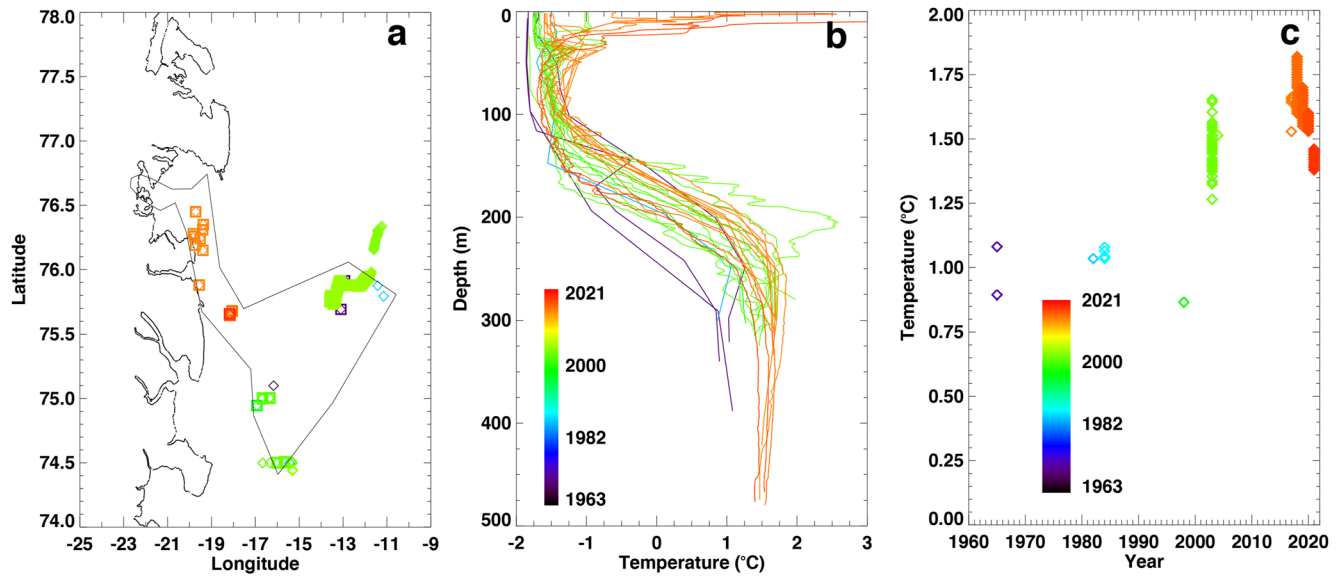 a
78.0
77.5
77.0
76.5
76.0
75.5
75.0
74.5
74.0
Latitude
-25 -23 -21 -19 -17 -15 -13 -11 -9
Longitude
b
0
100
200
300
400
500
Depth (m)
-2 -1 0 1 2 3
Temperature (°C)
2021
2000
1982
1963
c
2.00
1.75
1.50
1.25
1.00
0.75
0.50
0.25
0.00
Temperature (°C)
1960 1970 1980 1990 2000 2010 2020
Year
2021
2000
1982
1963